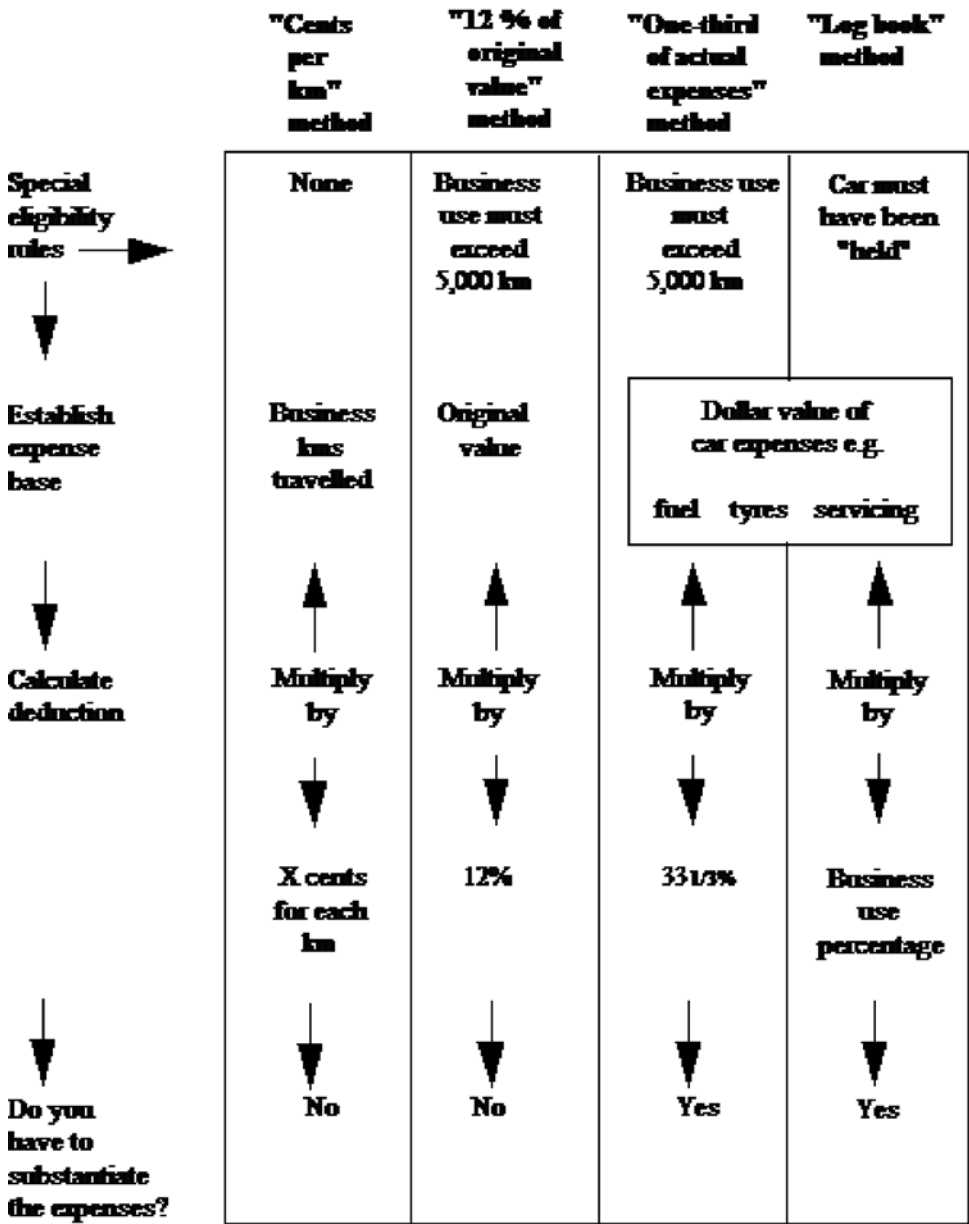 "Cents
per
km"
method
"12 % of
original
value"
method
"One-third
of actual
expenses"
method
"Log book"
method
Special
eligibility
rules
None
Business
use must
exceed
5,000 km
Business use
must
exceed
5,000 km
Car must
have been
"held"
Establish
expense
base
Business
kms
travelled
Original
value
Dollar value of
car expenses e.g.
fuel tyres servicing
Calculate
deduction
Multiply
by
Multiply
by
Multiply
by
Multiply
by
X cents
for each
km
12%
33 1/3%
Business
use
percentage
Do you
have to
substantiate
the expenses?
No
No
Yes
Yes